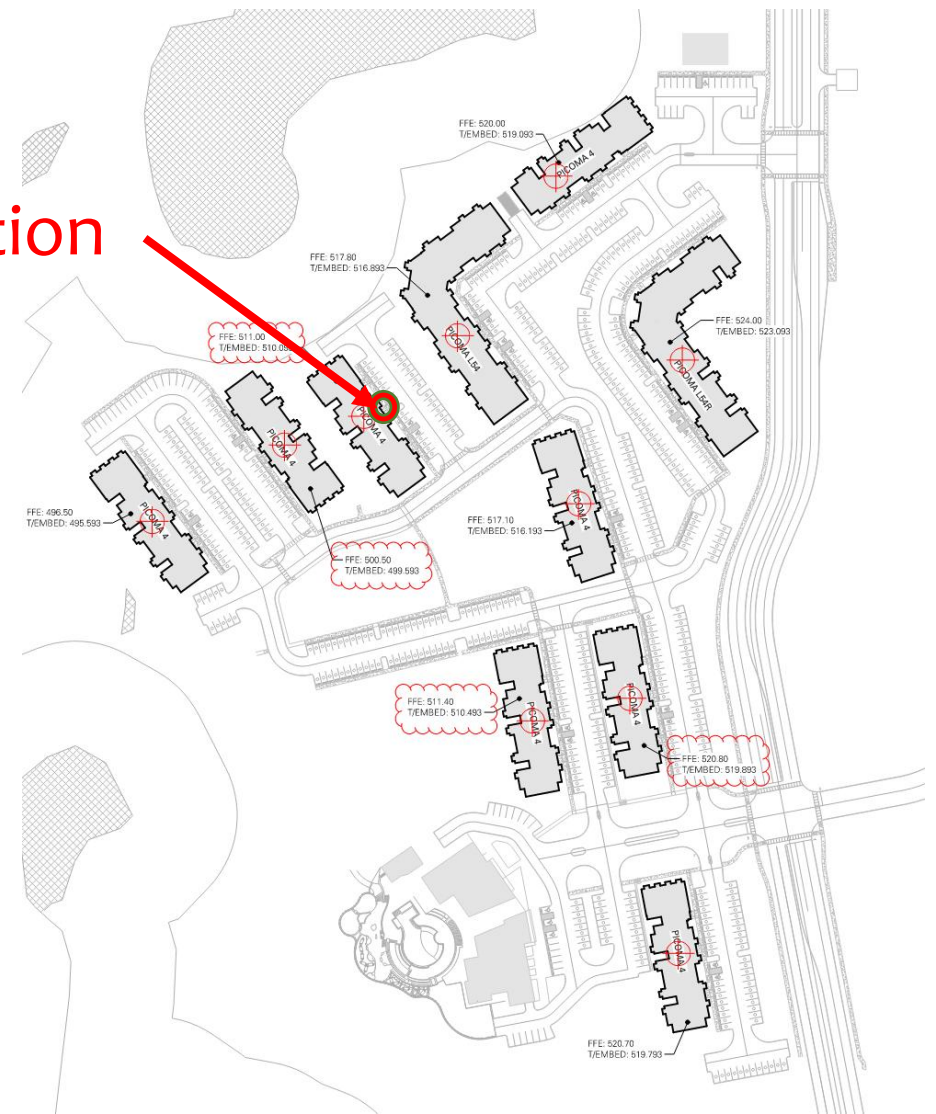 FFE: 520.00
T/EMBED: 519.093
PICOMA 4
tion
FFE: 517.80
T/EMBED: 516.893
PICOMA L54
FFE: 524.00
T/EMBED: 523.093
PICOMA L54R
FFE: 511.00
T/EMBED: 510.093
PICOMA 4
PICOMA 4
FFE: 496.50
T/EMBED: 495.593
PICOMA 4
FFE: 500.50
T/EMBED: 499.593
FFE: 517.10
T/EMBED: 516.193
PICOMA 4
FFE: 511.40
T/EMBED: 510.493
PICOMA 4
PICOMA 4
FFE: 520.80
T/EMBED: 519.893
PICOMA 4
FFE: 520.70
T/EMBED: 519.793